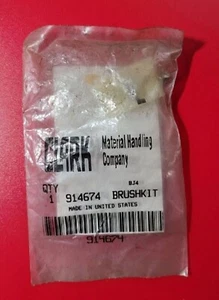 CLARK
Material Handling
Company
BJ4
QTY
1 914674 BRUSHKIT
MADE IN UNITED STATES
914674